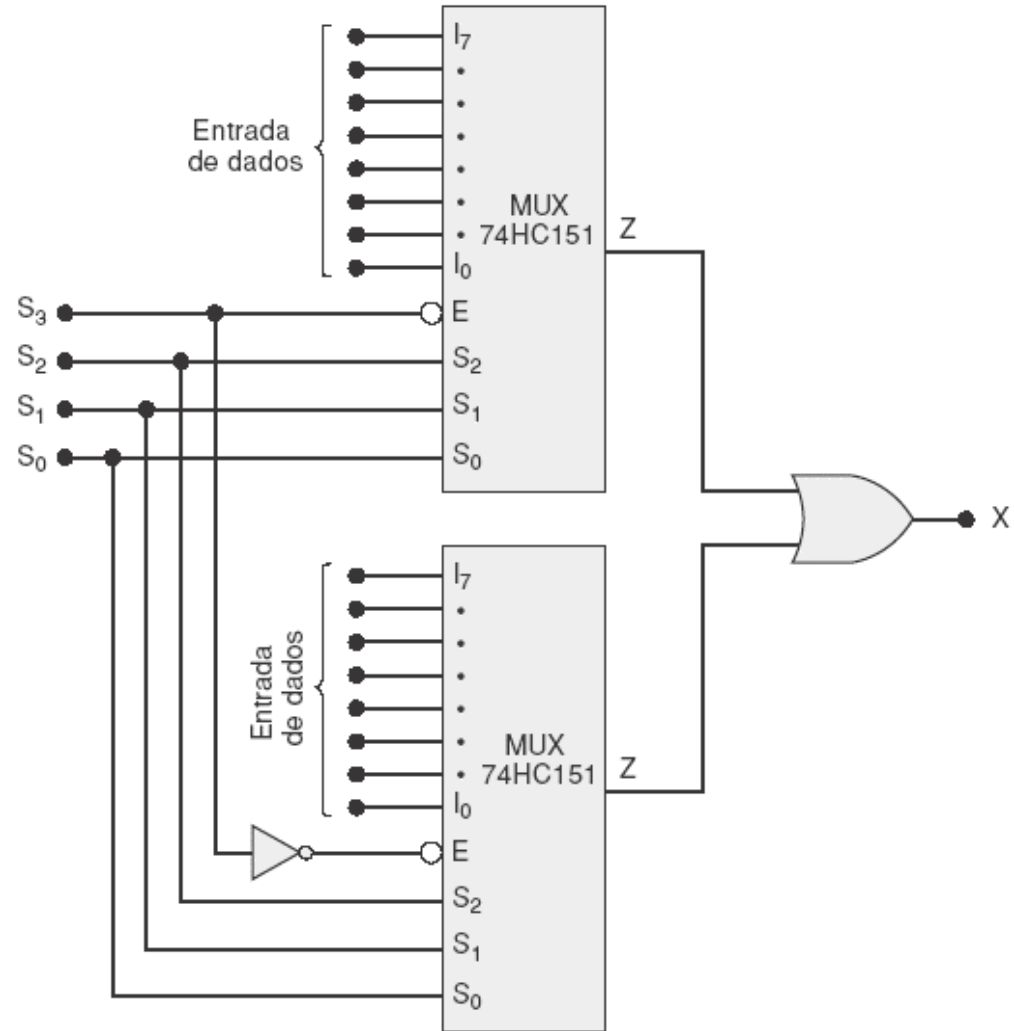 I7
Entrada
de dados
MUX
74HC151
Z
I0
S3
E
S2
S2
S1
S1
S0
S0
X
I7
Entrada
de dados
MUX
74HC151
Z
I0
E
S2
S1
S0